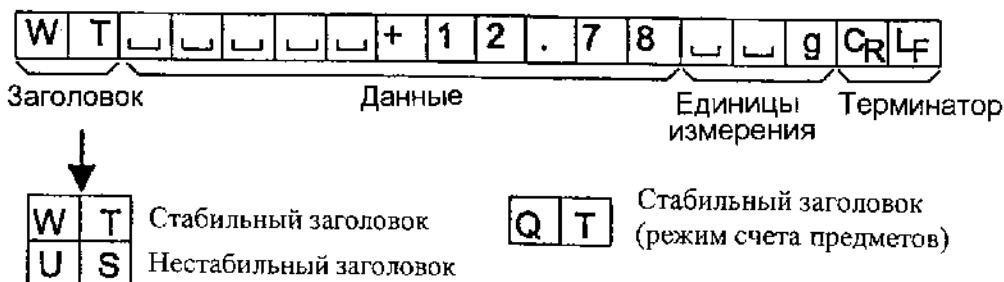 W T ␣ ␣ ␣ ␣ ␣ + 1 2 . 7 8 ␣ ␣ g CR LF
Заголовок Данные Единицы измерения Терминатор
W T Стабильный заголовок
U S Нестабильный заголовок
Q T Стабильный заголовок
(режим счета предметов)